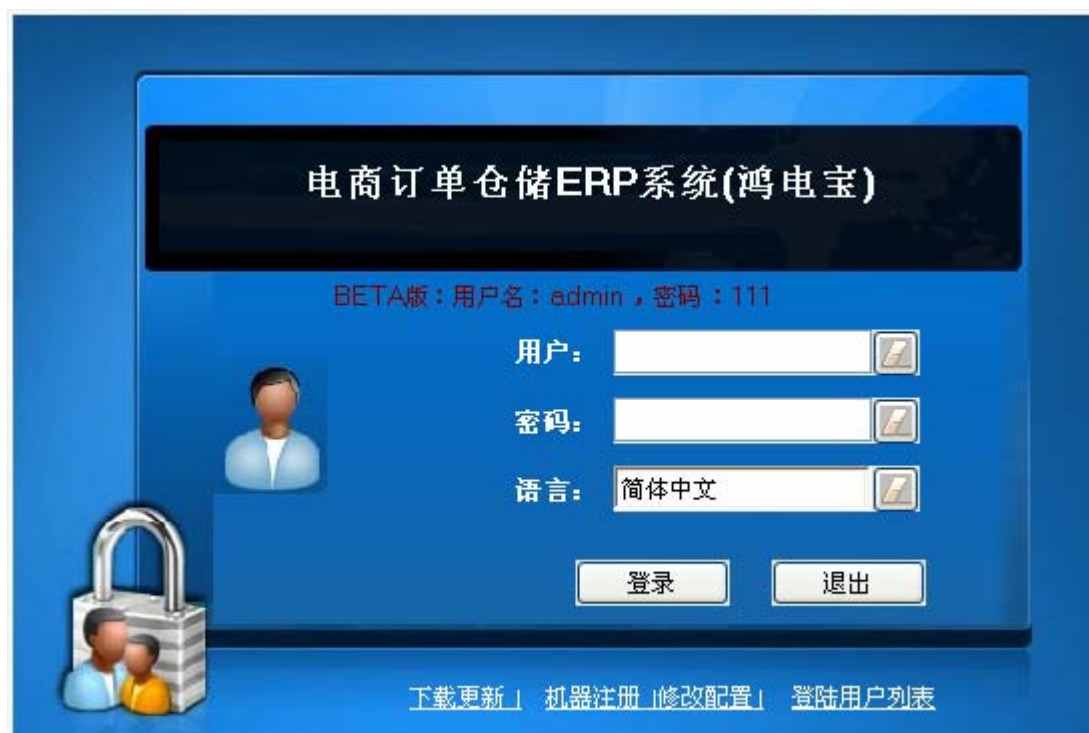 电商订单仓储ERP系统(鸿电宝)
BETA版：用户名：admin，密码：111
用户：
密码：
语言： 简体中文
登录 退出
下载更新 | 机器注册 |修改配置 | 登陆用户列表